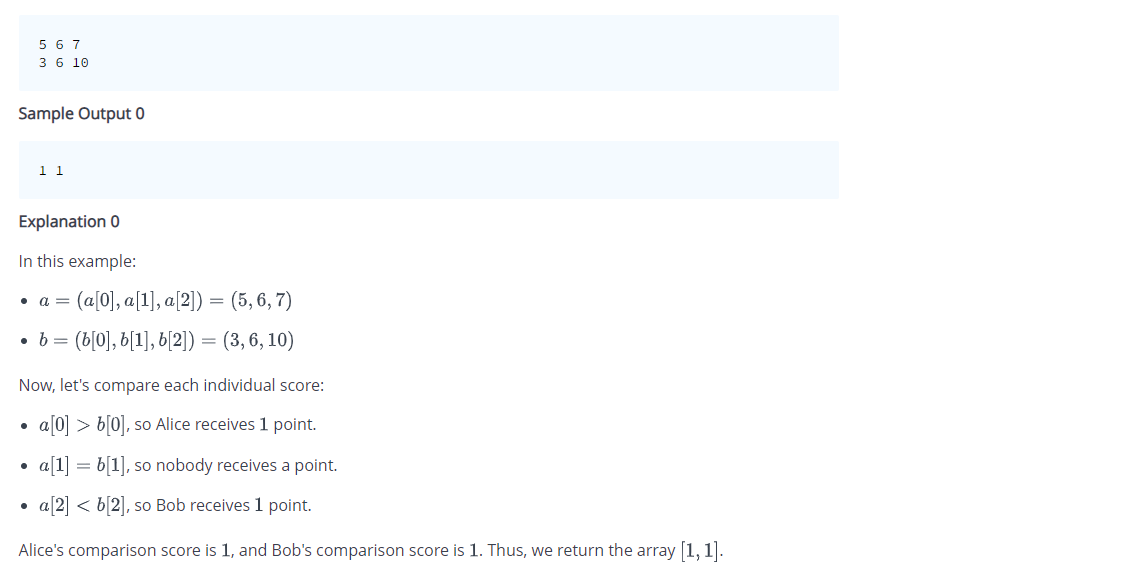 5 6 7
3 6 10
Sample Output 0
1 1
Explanation 0
In this example:
• a = (a[0], a[1], a[2]) = (5, 6, 7)
• b = (b[0], b[1], b[2]) = (3, 6, 10)
Now, let's compare each individual score:
• a[0] > b[0], so Alice receives 1 point.
• a[1] = b[1], so nobody receives a point.
• a[2] < b[2], so Bob receives 1 point.
Alice's comparison score is 1, and Bob's comparison score is 1. Thus, we return the array [1, 1].